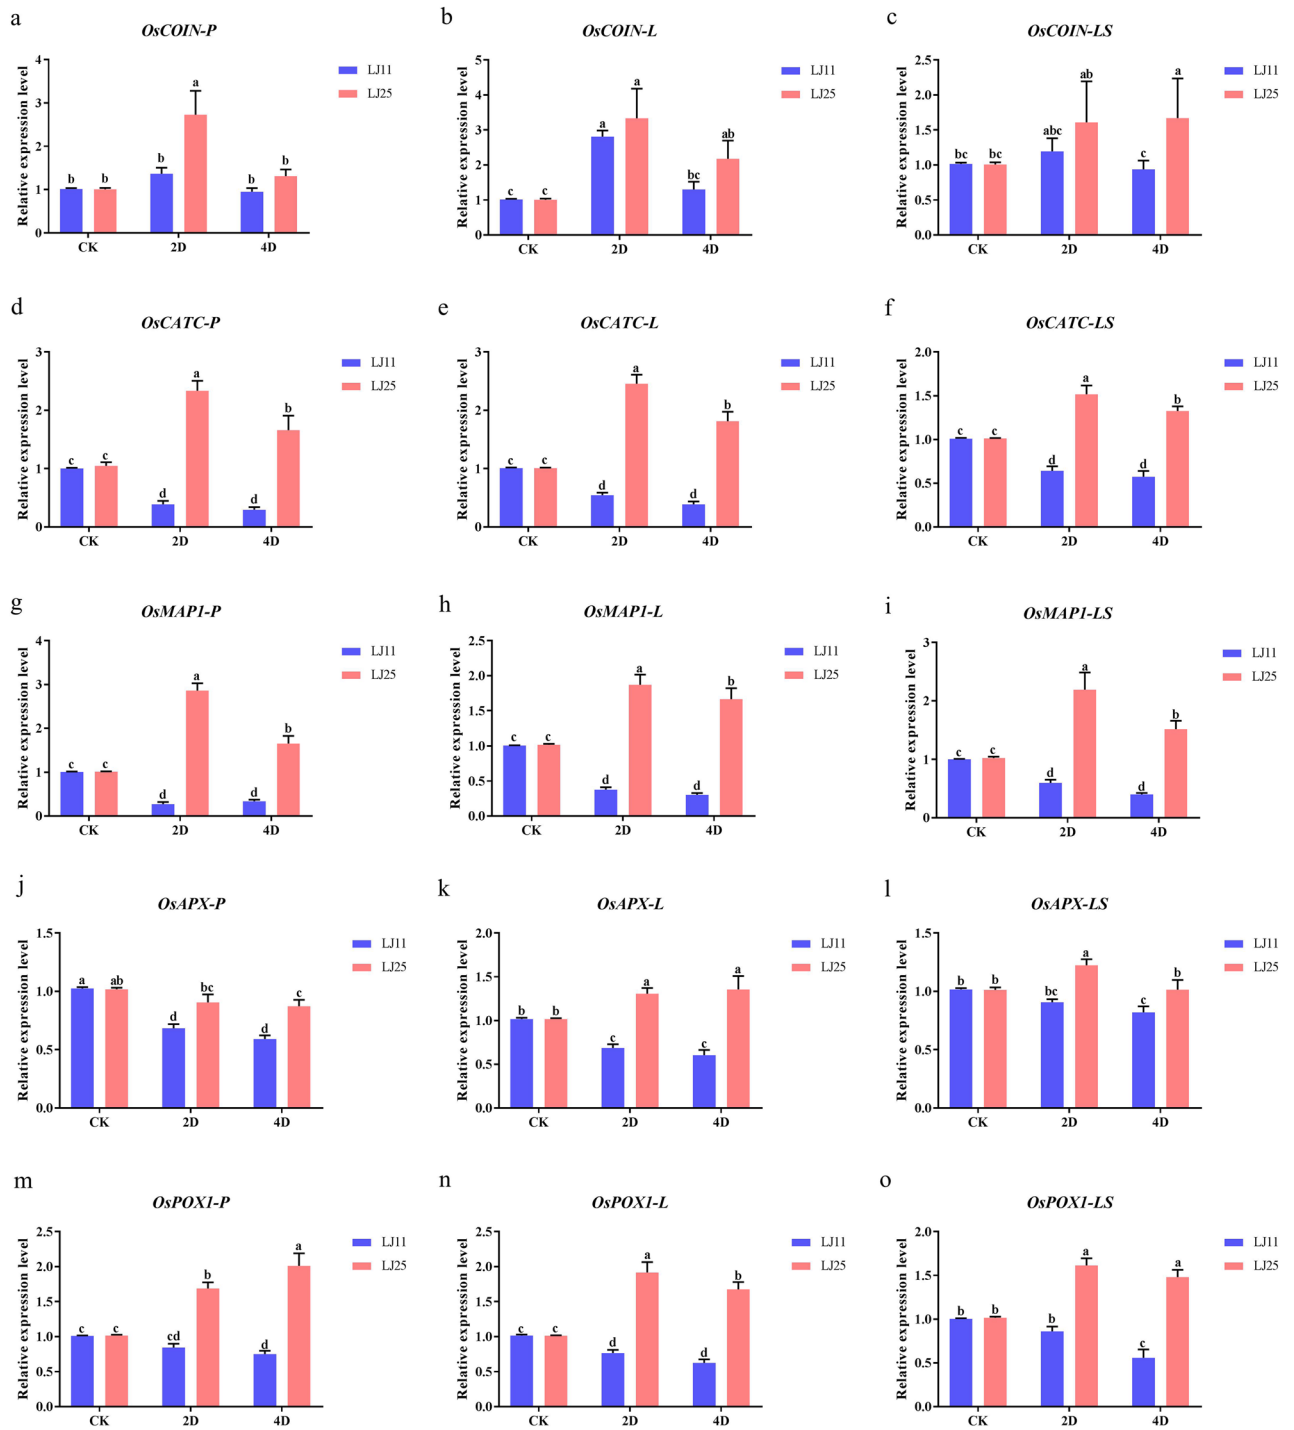 a
OsCOIN-P
Relative expression level
4
3
2
1
0
b b
b a
b b
CK 2D 4D
LJ11
LJ25
b
OsCOIN-L
Relative expression level
5
4
3
2
1
0
c c
a a
bc ab
CK 2D 4D
LJ11
LJ25
c
OsCOIN-LS
Relative expression level
2.5
2.0
1.5
1.0
0.5
0.0
bc bc
abc ab
c a
CK 2D 4D
LJ11
LJ25
d
OsCATC-P
Relative expression level
3
2
1
0
c c
d a
d b
CK 2D 4D
LJ11
LJ25
e
OsCATC-L
Relative expression level
3
2
1
0
c c
d a
d b
CK 2D 4D
LJ11
LJ25
f
OsCATC-LS
Relative expression level
2.0
1.5
1.0
0.5
0.0
c c
d a
d b
CK 2D 4D
LJ11
LJ25
g
OsMAP1-P
Relative expression level
4
3
2
1
0
c c
d a
d b
CK 2D 4D
LJ11
LJ25
h
OsMAP1-L
Relative expression level
2.5
2.0
1.5
1.0
0.5
0.0
c c
d a
d b
CK 2D 4D
LJ11
LJ25
i
OsMAP1-LS
Relative expression level
3
2
1
0
c c
d a
d b
CK 2D 4D
LJ11
LJ25
j
OsAPX-P
Relative expression level
1.5
1.0
0.5
0.0
a ab
d bc
d c
CK 2D 4D
LJ11
LJ25
k
OsAPX-L
Relative expression level
2.0
1.5
1.0
0.5
0.0
b b
c a
c a
CK 2D 4D
LJ11
LJ25
l
OsAPX-LS
Relative expression level
1.5
1.0
0.5
0.0
b b
bc a
c b
CK 2D 4D
LJ11
LJ25
m
OsPOX1-P
Relative expression level
2.5
2.0
1.5
1.0
0.5
0.0
c c
cd b
d a
CK 2D 4D
LJ11
LJ25
n
OsPOX1-L
Relative expression level
2.5
2.0
1.5
1.0
0.5
0.0
c c
d a
d b
CK 2D 4D
LJ11
LJ25
o
OsPOX1-LS
Relative expression level
2.0
1.5
1.0
0.5
0.0
b b
b a
c a
CK 2D 4D
LJ11
LJ25